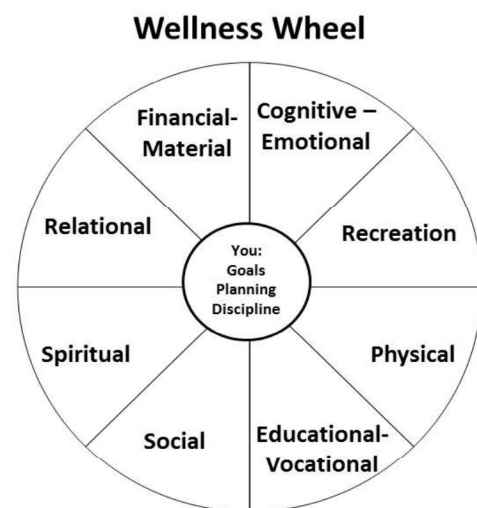 Wellness Wheel
Financial-
Material
Cognitive –
Emotional
Relational
Recreation
You:
Goals
Planning
Discipline
Spiritual
Physical
Social
Educational-
Vocational